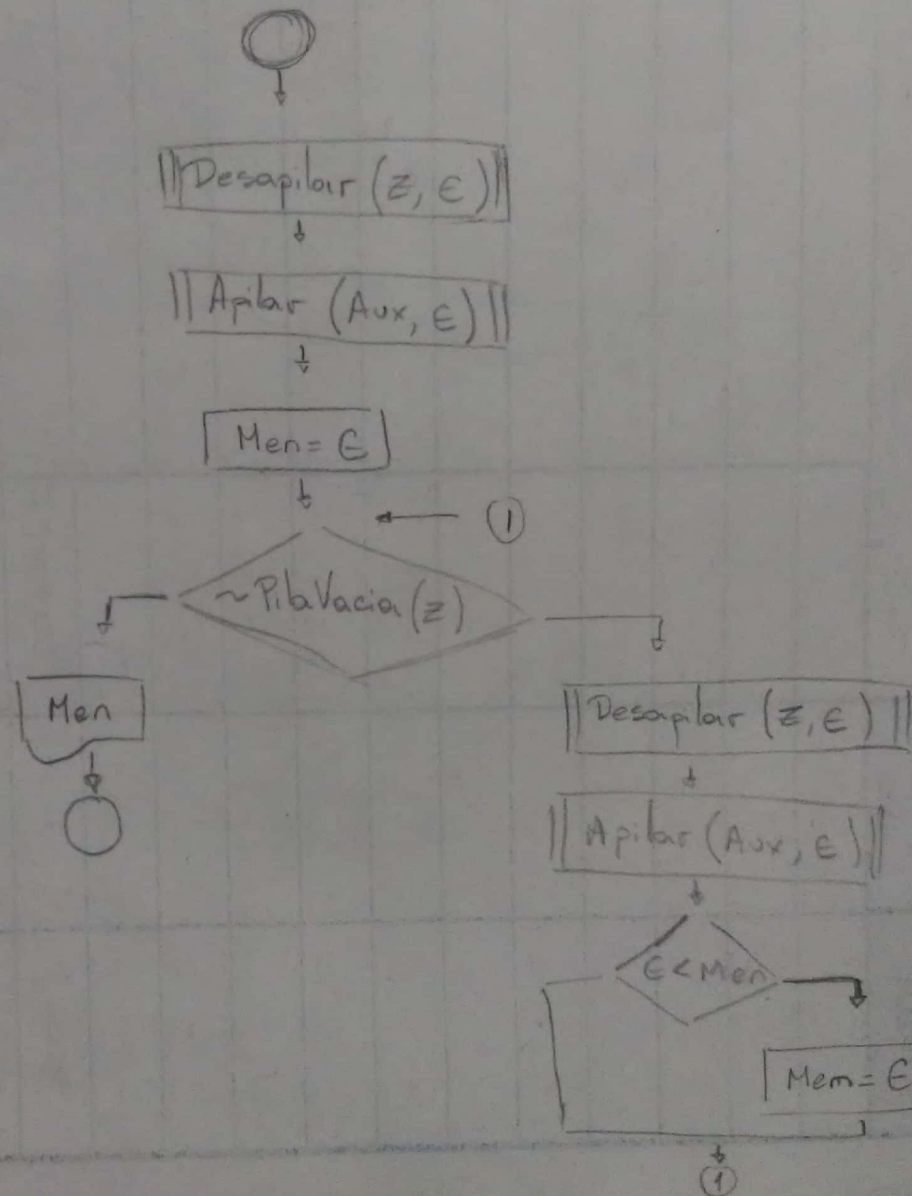 Desapilar (Z, E)
Apilar (Aux, E)
Men = E
1
~PilaVacia (Z)
Men
Desapilar (Z, E)
Apilar (Aux, E)
E < Men
Mem = E
1